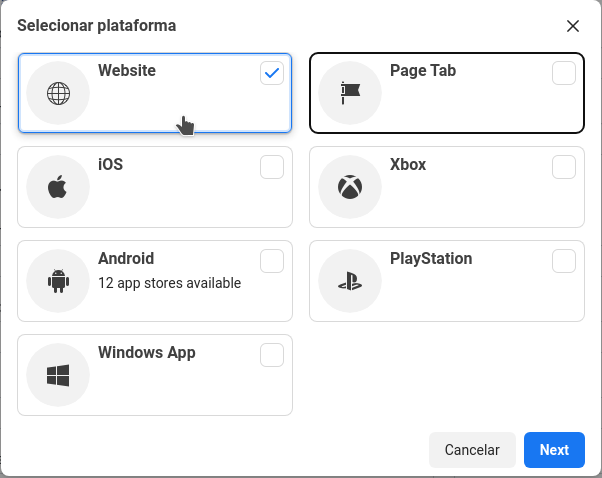 Selecionar plataforma
Website
Page Tab
iOS
Xbox
Android
12 app stores available
PlayStation
Windows App
Cancelar
Next